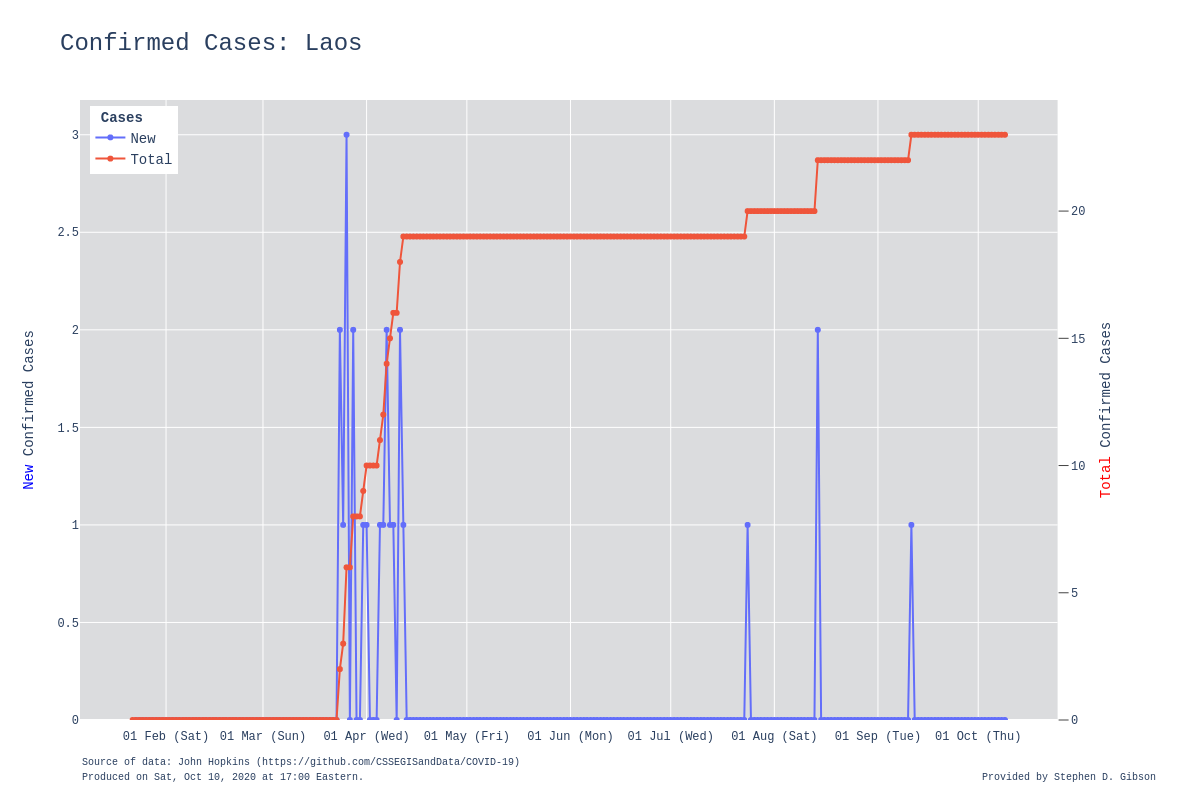 Confirmed Cases: Laos
Cases
New
Total
3
2.5
2
1.5
1
0.5
0
20
15
10
5
0
New Confirmed Cases
Total Confirmed Cases
01 Feb (Sat) 01 Mar (Sun) 01 Apr (Wed) 01 May (Fri) 01 Jun (Mon) 01 Jul (Wed) 01 Aug (Sat) 01 Sep (Tue) 01 Oct (Thu)
Source of data: John Hopkins (https://github.com/CSSEGISandData/COVID-19)
Produced on Sat, Oct 10, 2020 at 17:00 Eastern.
Provided by Stephen D. Gibson